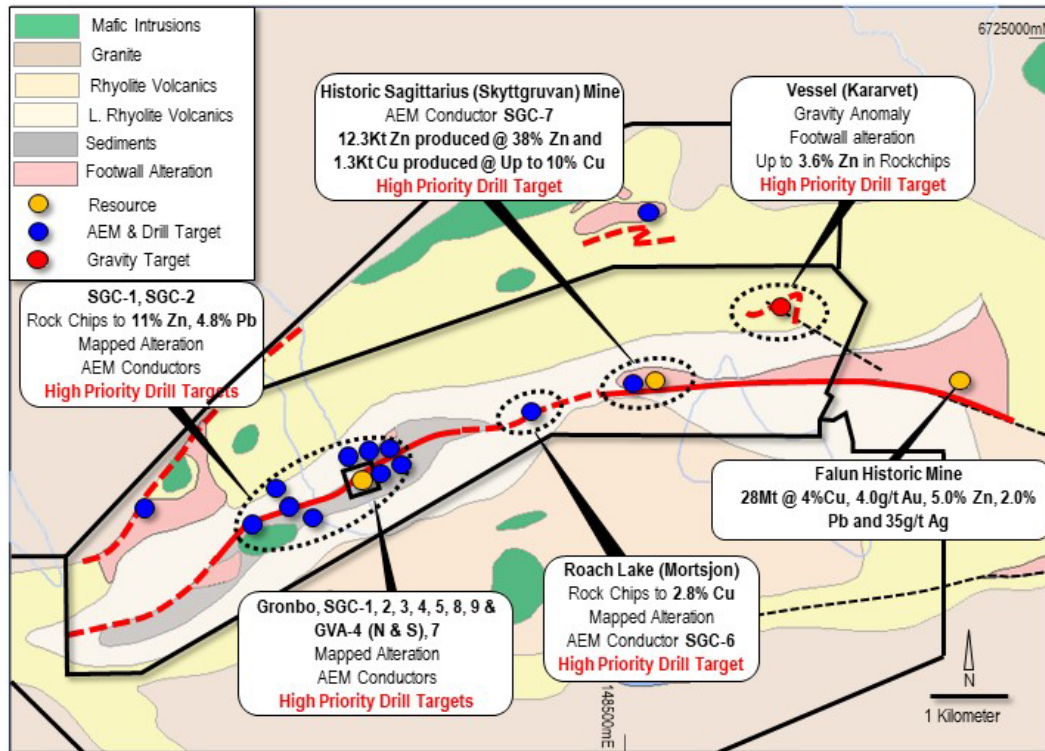 Mafic Intrusions
Granite
Rhyolite Volcanics
L. Rhyolite Volcanics
Sediments
Footwall Alteration
Resource
AEM & Drill Target
Gravity Target
6725000mN
Historic Sagittarius (Skyttgruvan) Mine
AEM Conductor SGC-7
12.3Kt Zn produced @ 38% Zn and
1.3Kt Cu produced @ Up to 10% Cu
High Priority Drill Target
Vessel (Kararvet)
Gravity Anomaly
Footwall alteration
Up to 3.6% Zn in Rockchips
High Priority Drill Target
SGC-1, SGC-2
Rock Chips to 11% Zn, 4.8% Pb
Mapped Alteration
AEM Conductors
High Priority Drill Targets
Falun Historic Mine
28Mt @ 4%Cu, 4.0g/t Au, 5.0% Zn, 2.0%
Pb and 35g/t Ag
Gronbo, SGC-1, 2, 3, 4, 5, 8, 9 &
GVA-4 (N & S), 7
Mapped Alteration
AEM Conductors
High Priority Drill Targets
Roach Lake (Mortsjon)
Rock Chips to 2.8% Cu
Mapped Alteration
AEM Conductor SGC-6
High Priority Drill Target
148500mE
N
1 Kilometer